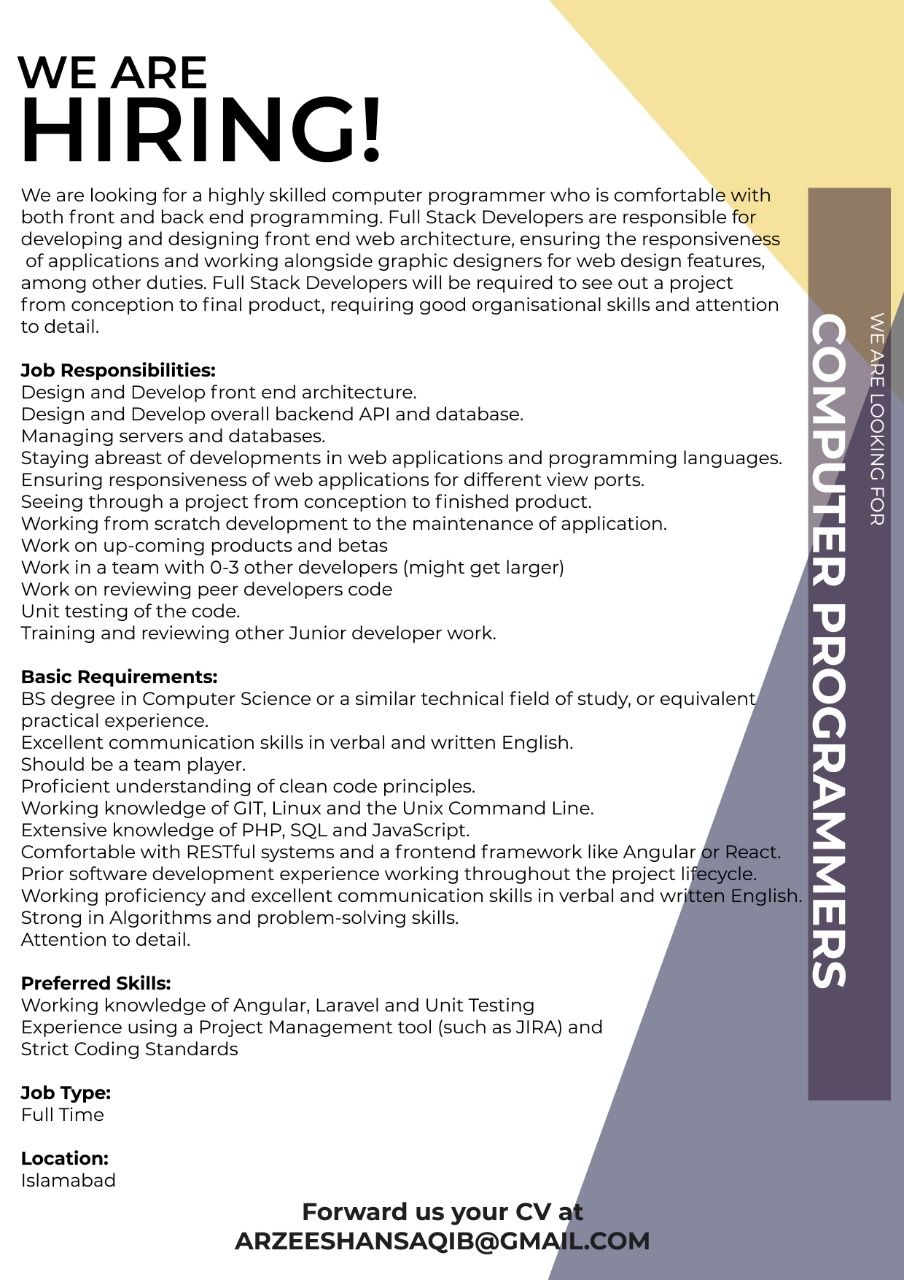 WE ARE
HIRING!
We are looking for a highly skilled computer programmer who is comfortable with
both front and back end programming. Full Stack Developers are responsible for
developing and designing front end web architecture, ensuring the responsiveness
of applications and working alongside graphic designers for web design features,
among other duties. Full Stack Developers will be required to see out a project
from conception to final product, requiring good organisational skills and attention
to detail.
Job Responsibilities:
Design and Develop front end architecture.
Design and Develop overall backend API and database.
Managing servers and databases.
Staying abreast of developments in web applications and programming languages.
Ensuring responsiveness of web applications for different view ports.
Seeing through a project from conception to finished product.
Working from scratch development to the maintenance of application.
Work on up-coming products and betas
Work in a team with 0-3 other developers (might get larger)
Work on reviewing peer developers code
Unit testing of the code.
Training and reviewing other Junior developer work.
Basic Requirements:
BS degree in Computer Science or a similar technical field of study, or equivalent
practical experience.
Excellent communication skills in verbal and written English.
Should be a team player.
Proficient understanding of clean code principles.
Working knowledge of GIT, Linux and the Unix Command Line.
Extensive knowledge of PHP, SQL and JavaScript.
Comfortable with RESTful systems and a frontend framework like Angular or React.
Prior software development experience working throughout the project lifecycle.
Working proficiency and excellent communication skills in verbal and written English.
Strong in Algorithms and problem-solving skills.
Attention to detail.
Preferred Skills:
Working knowledge of Angular, Laravel and Unit Testing
Experience using a Project Management tool (such as JIRA) and
Strict Coding Standards
Job Type:
Full Time
Location:
Islamabad
Forward us your CV at
ARZEESHANSAQIB@GMAIL.COM
WE ARE LOOKING FOR
COMPUTER PROGRAMMERS